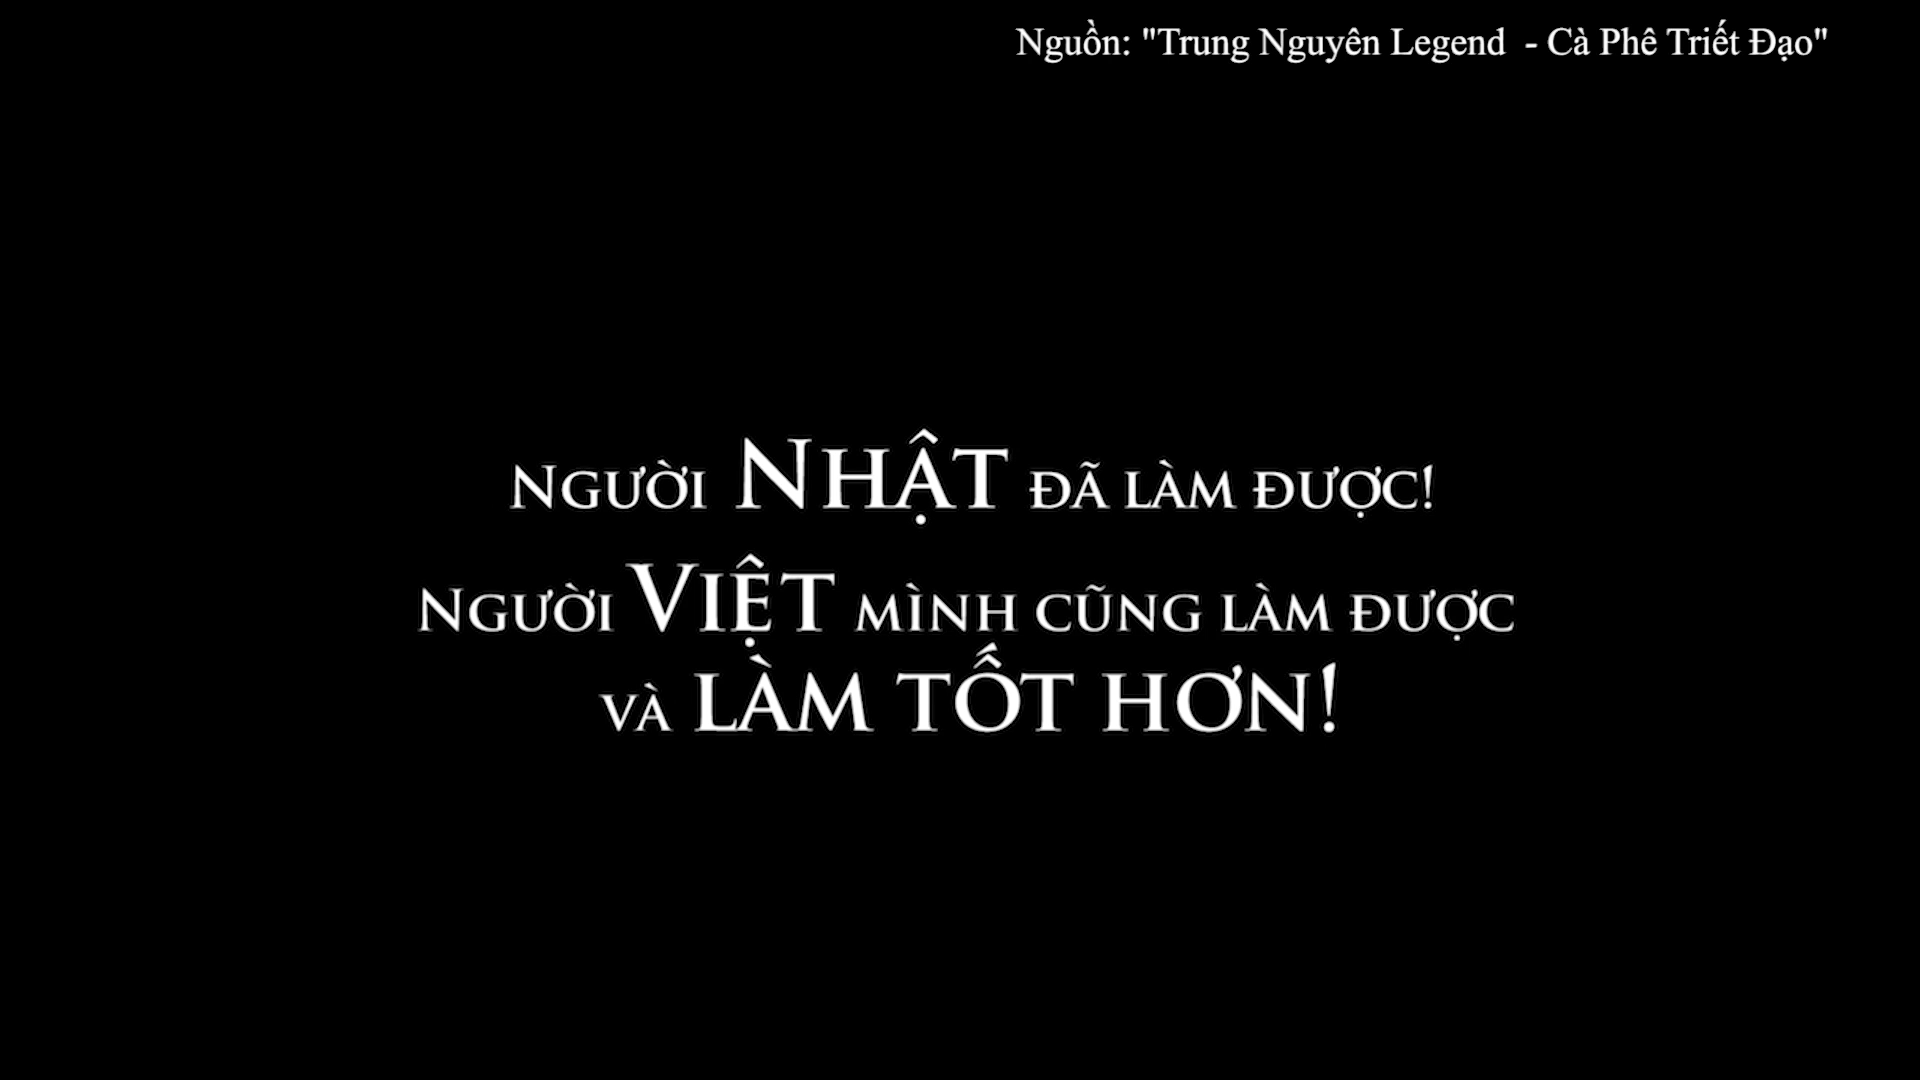 Nguồn: "Trung Nguyên Legend - Cà Phê Triết Đạo"
NGƯỜI NHẬT ĐÃ LÀM ĐƯỢC!
NGƯỜI VIỆT MÌNH CŨNG LÀM ĐƯỢC
VÀ LÀM TỐT HƠN!